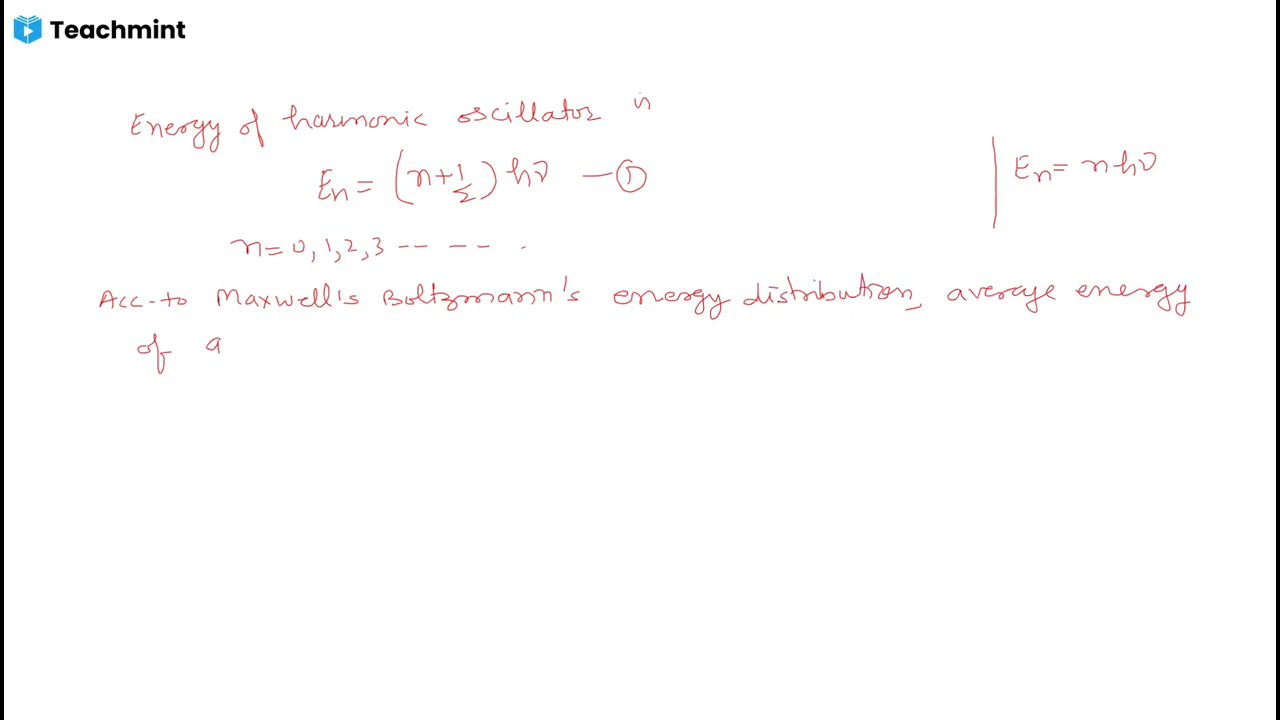 Teachmint
Energy of harmonic oscillator is
En = (n+1/2) hν —①
En = nhν
n = 0, 1, 2, 3 -- -- -
Acc-to Maxwell's Boltzmann's energy distribution, average energy
of a